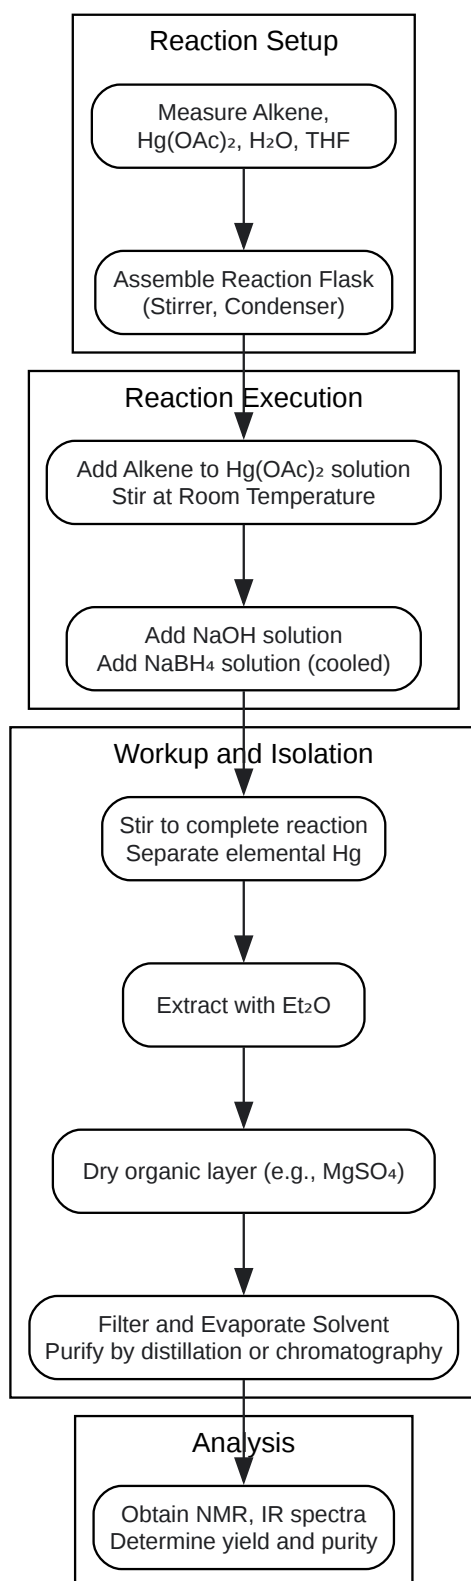 Reaction Setup
Measure Alkene,
Hg(OAc)₂, H₂O, THF
Assemble Reaction Flask
(Stirrer, Condenser)
Reaction Execution
Add Alkene to Hg(OAc)₂ solution
Stir at Room Temperature
Add NaOH solution
Add NaBH₄ solution (cooled)
Workup and Isolation
Stir to complete reaction
Separate elemental Hg
Extract with Et₂O
Dry organic layer (e.g., MgSO₄)
Filter and Evaporate Solvent
Purify by distillation or chromatography
Analysis
Obtain NMR, IR spectra
Determine yield and purity